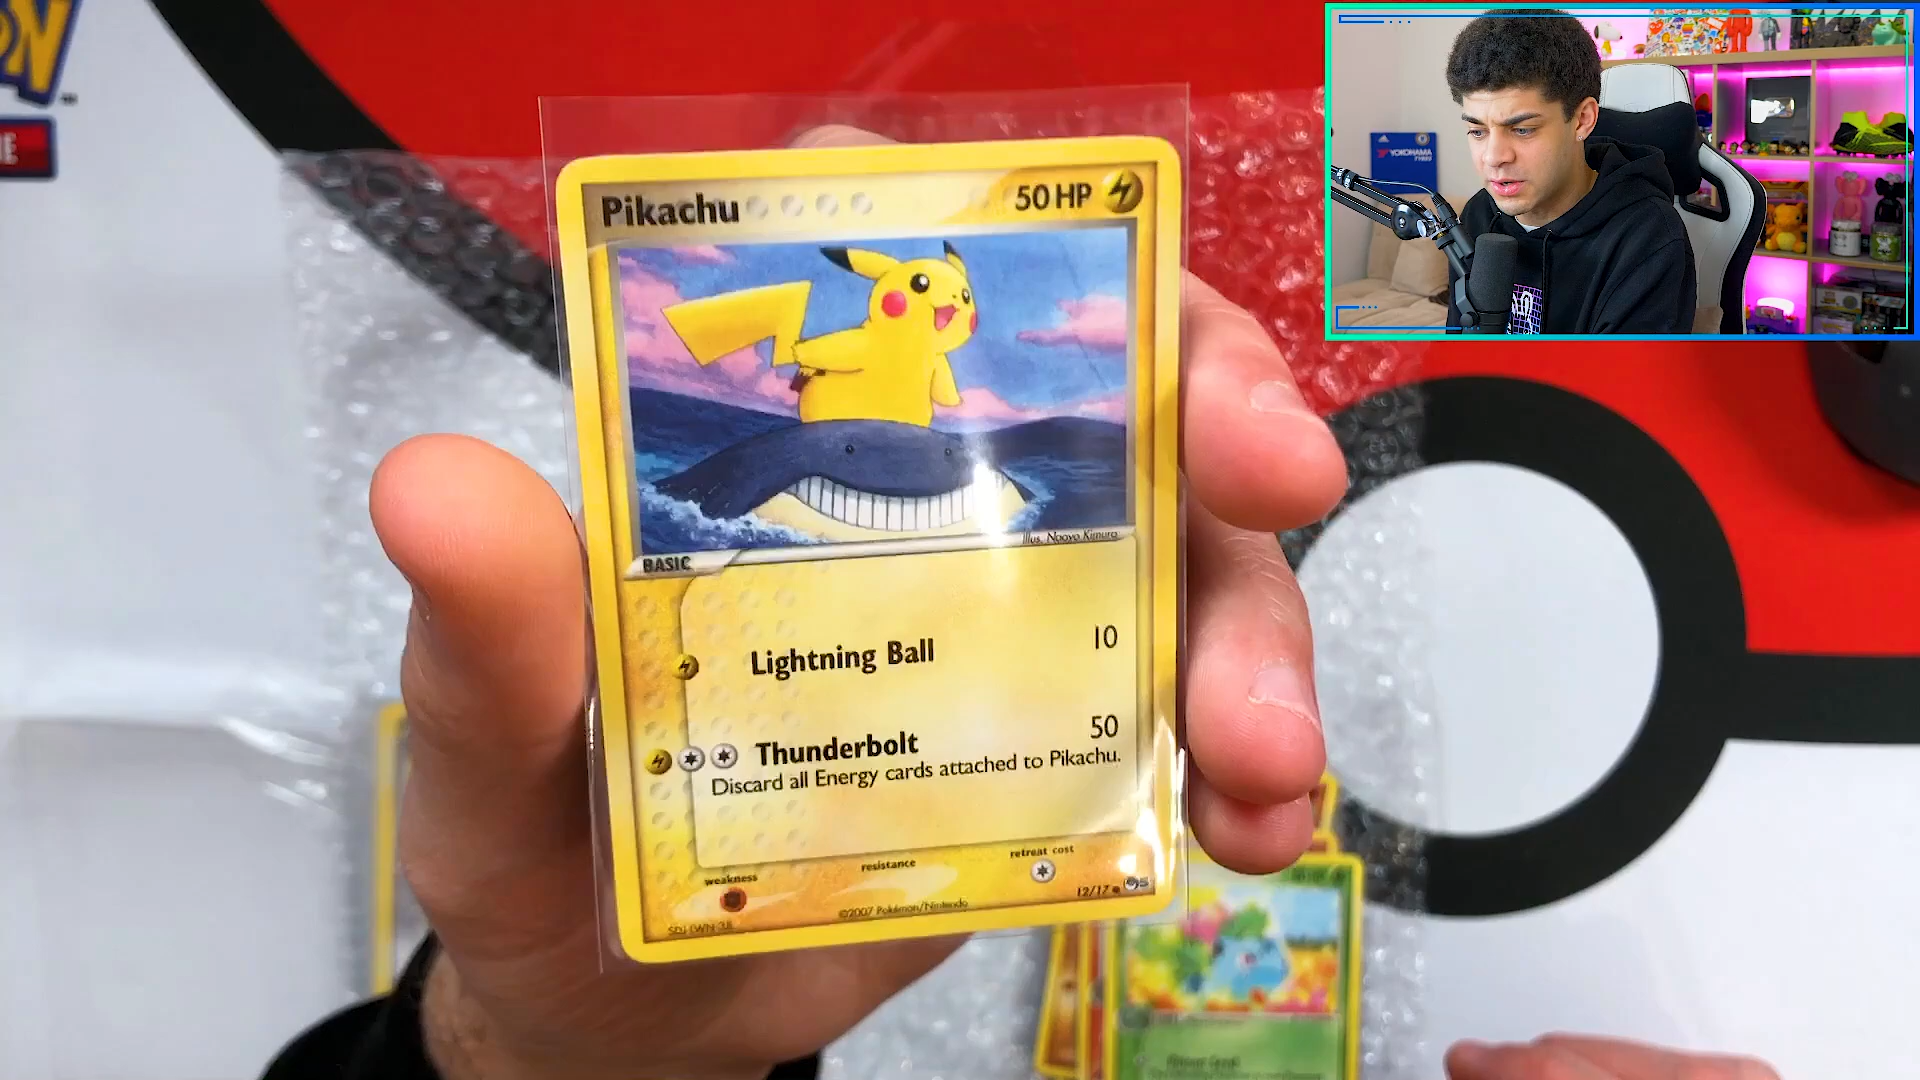 Pikachu 50 HP
Illus. Naoyo Kimura
BASIC
Lightning Ball 10
Thunderbolt 50
Discard all Energy cards attached to Pikachu.
weakness resistance retreat cost
12/17
©2007 Pokémon/Nintendo
YOKOHAMA